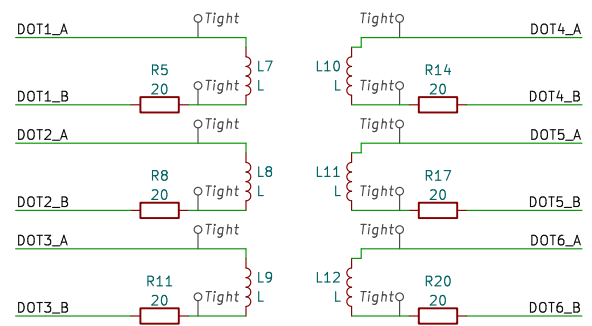 Tight Tight
DOT1_A DOT4_A
L7 L10
R5 Tight Tight R14
20 L L 20
DOT1_B DOT4_B
Tight Tight
DOT2_A DOT5_A
L8 L11
R8 Tight Tight R17
20 L L 20
DOT2_B DOT5_B
Tight Tight
DOT3_A DOT6_A
L9 L12
R11 Tight Tight R20
20 L L 20
DOT3_B DOT6_B